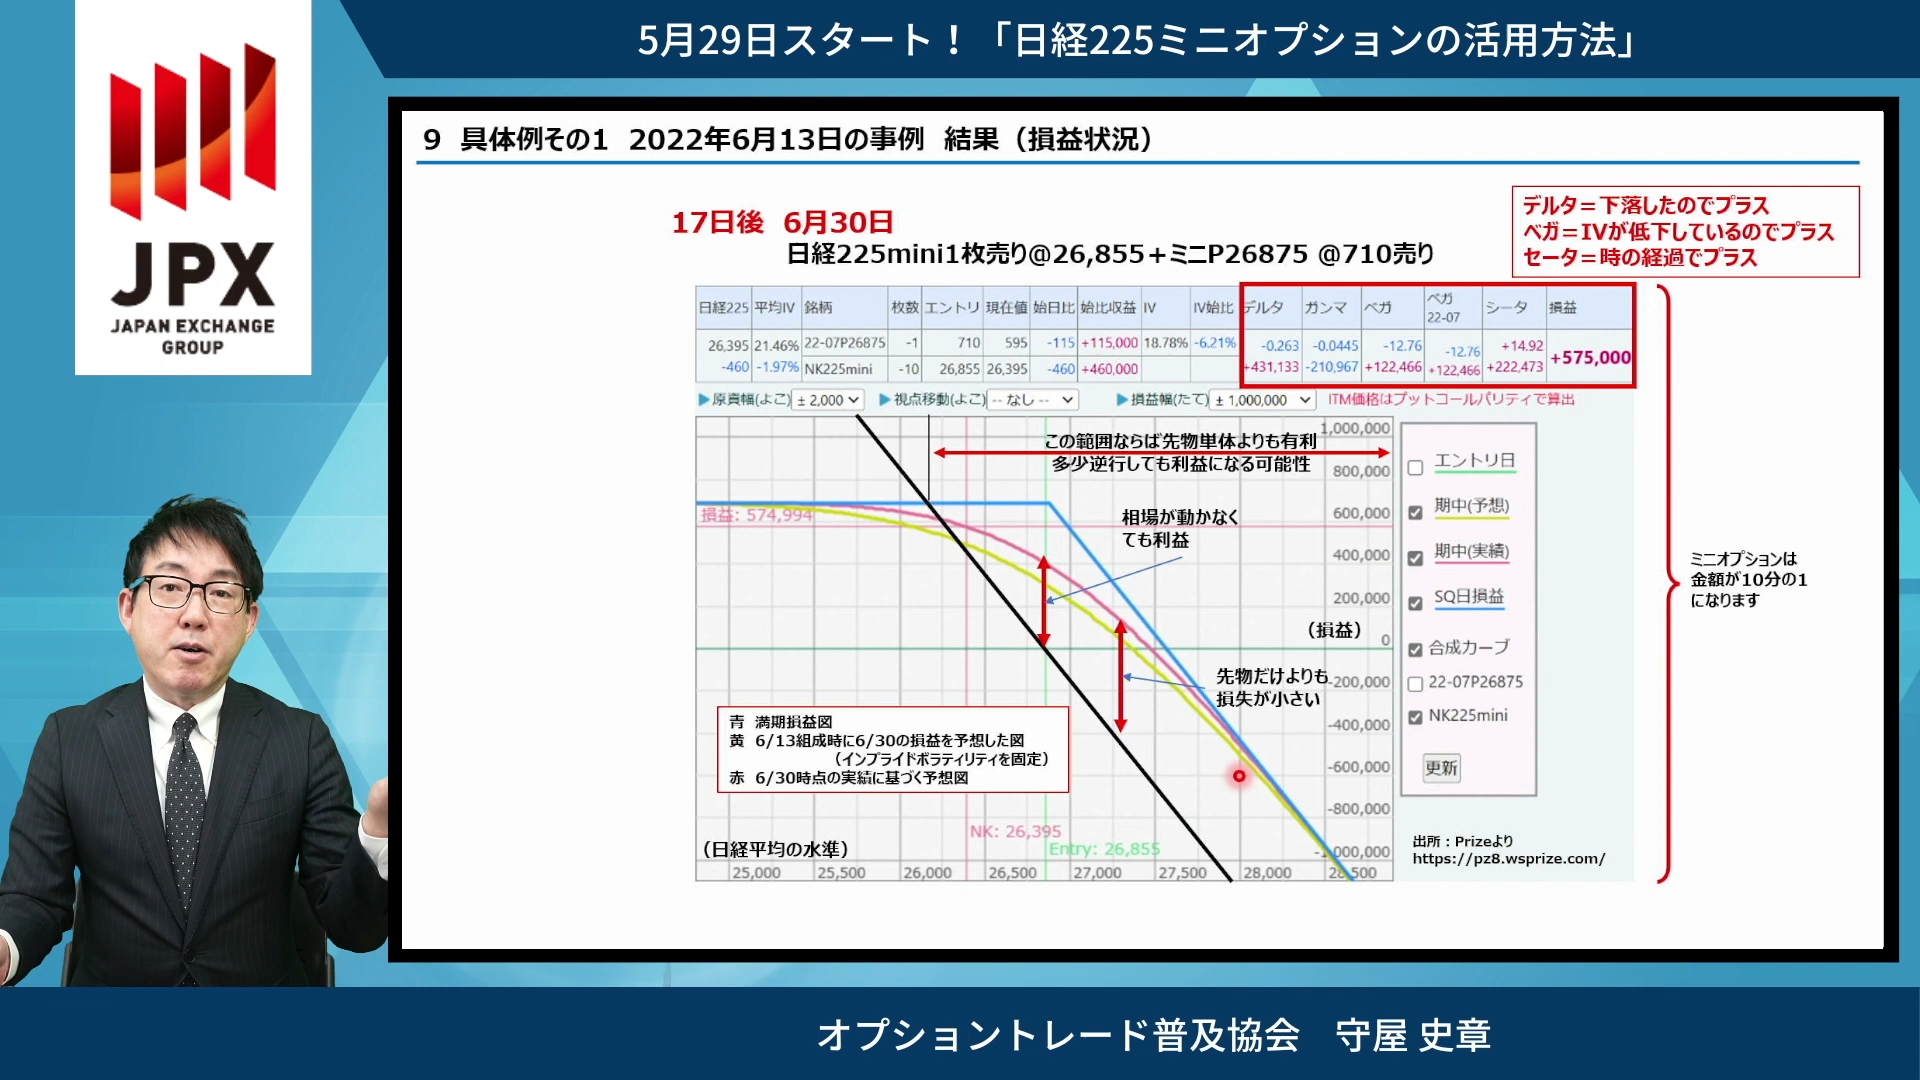 5月29日スタート！「日経225ミニオプションの活用方法」
JPX
JAPAN EXCHANGE
GROUP
9 具体例その1 2022年6月13日の事例 結果（損益状況）
17日後 6月30日
日経225mini1枚売り@26,855＋ミニP26875 @710売り
デルタ＝下落したのでプラス
ベガ＝IVが低下しているのでプラス
セータ＝時の経過でプラス
日経225 平均IV 銘柄 枚数 エントリ 現在値 始日比 始比収益 IV IV始比 デルタ ガンマ ベガ ベガ 22-07 シータ 損益
26,395 21.46% 22-07P26875 -1 710 595 -115 +115,000 18.78% -6.21% -0.263 -0.0445 -12.76 -12.76 +14.92 +575,000
-460 -1.97% NK225mini -10 26,855 26,395 -460 +460,000 +431,133 -210,967 +122,466 +122,466 +222,473
▶原資幅(よこ) ± 2,000 ▶視点移動(よこ) -- なし -- ▶損益幅(たて) ± 1,000,000 ITM価格はプットコールパリティで算出
この範囲ならば先物単体よりも有利
多少逆行しても利益になる可能性
相場が動かなく
ても利益
損益: 574,994
（損益）
先物だけよりも
損失が小さい
青 満期損益図
黄 6/13組成時に6/30の損益を予想した図
（インプライドボラティリティを固定）
赤 6/30時点の実績に基づく予想図
NK: 26,395
Entry: 26,855
（日経平均の水準）
1,000,000
800,000
600,000
400,000
200,000
0
-200,000
-400,000
-600,000
-800,000
-1,000,000
25,000 25,500 26,000 26,500 27,000 27,500 28,000 28,500
エントリ日
期中(予想)
期中(実績)
SQ日損益
合成カーブ
22-07P26875
NK225mini
更新
出所：Prizeより
https://pz8.wsprize.com/
ミニオプションは
金額が10分の1
になります
オプショントレード普及協会 守屋 史章